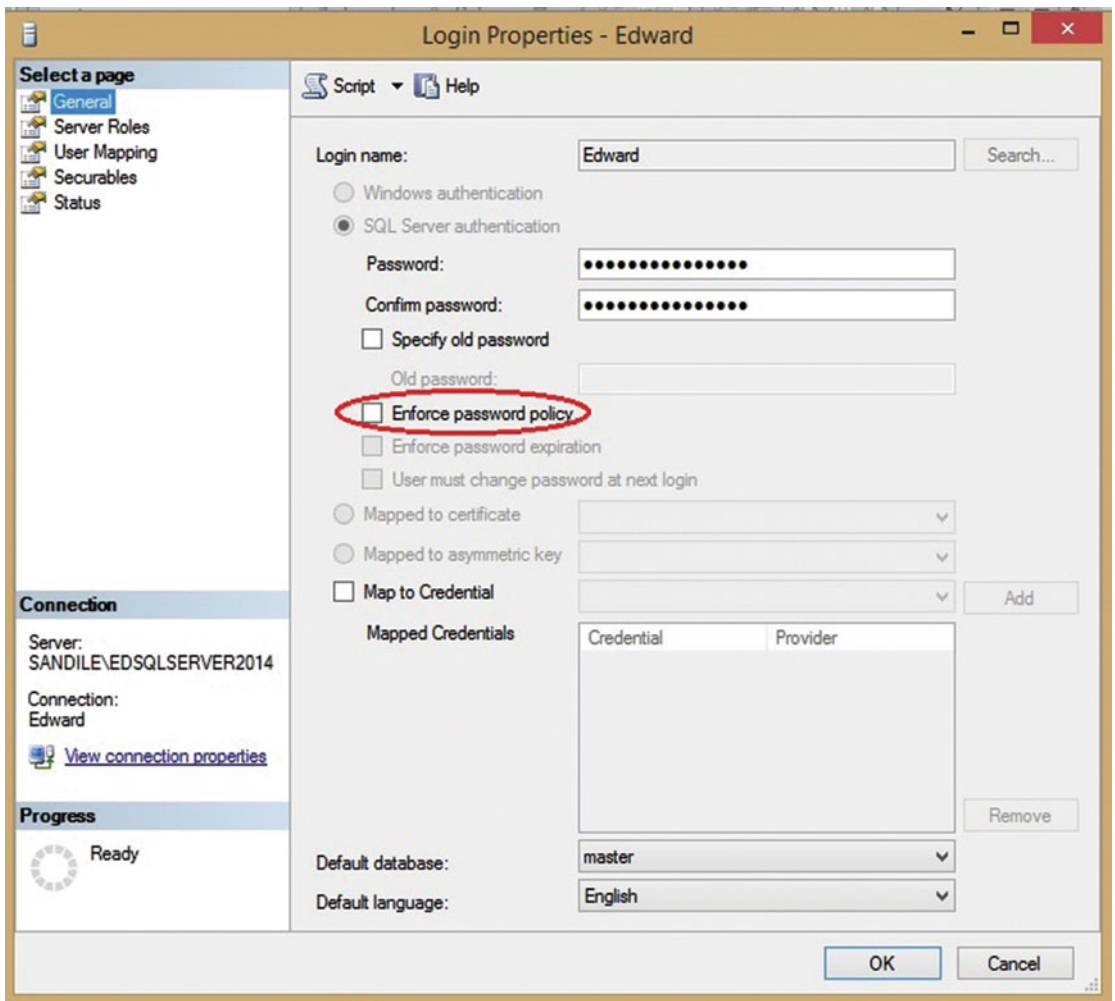 Login Properties - Edward
Select a page
General
Server Roles
User Mapping
Securables
Status
Script
Help
Login name:
Edward
Search...
Windows authentication
SQL Server authentication
Password:
●●●●●●●●●●●●●●●
Confirm password:
●●●●●●●●●●●●●●●
Specify old password
Old password:
Enforce password policy
Enforce password expiration
User must change password at next login
Mapped to certificate
Mapped to asymmetric key
Map to Credential
Add
Mapped Credentials
Credential
Provider
Remove
Default database:
master
Default language:
English
Connection
Server:
SANDILE\EDSQLSERVER2014
Connection:
Edward
View connection properties
Progress
Ready
OK
Cancel